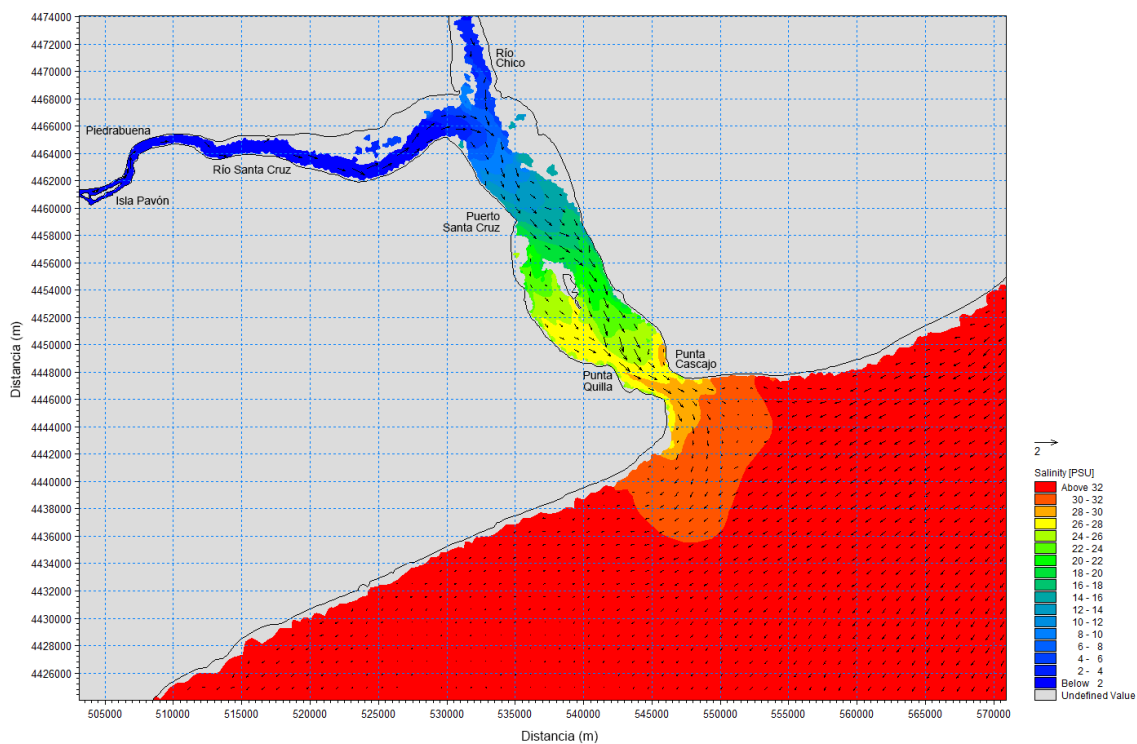 4474000
4472000
4470000
4468000
4466000
4464000
4462000
4460000
4458000
4456000
4454000
4452000
4450000
4448000
4446000
4444000
4442000
4440000
4438000
4436000
4434000
4432000
4430000
4428000
4426000
Distancia (m)
Río
Chico
Piedrabuena
Río Santa Cruz
Isla Pavón
Puerto
Santa Cruz
Punta
Cascajo
Punta
Quilla
505000 510000 515000 520000 525000 530000 535000 540000 545000 550000 555000 560000 565000 570000
Distancia (m)
2
Salinity [PSU]
Above 32
30 - 32
28 - 30
26 - 28
24 - 26
22 - 24
20 - 22
18 - 20
16 - 18
14 - 16
12 - 14
10 - 12
8 - 10
6 - 8
4 - 6
2 - 4
Below 2
Undefined Value